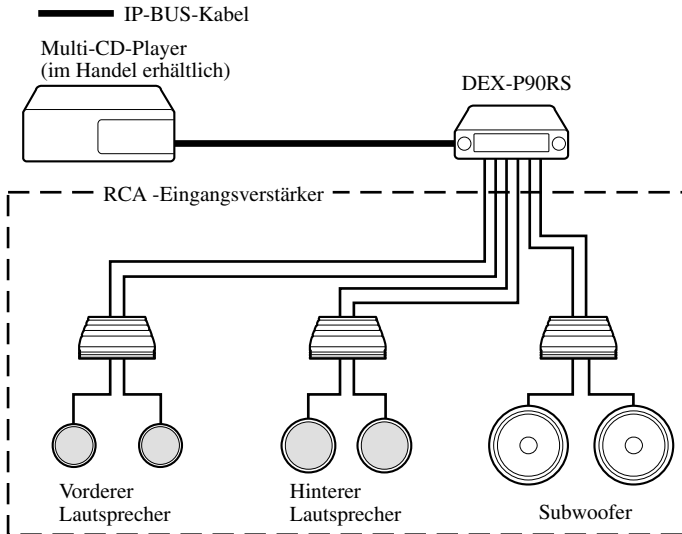 IP-BUS-Kabel
Multi-CD-Player
(im Handel erhältlich)
DEX-P90RS
RCA -Eingangsverstärker
Vorderer
Lautsprecher
Hinterer
Lautsprecher
Subwoofer